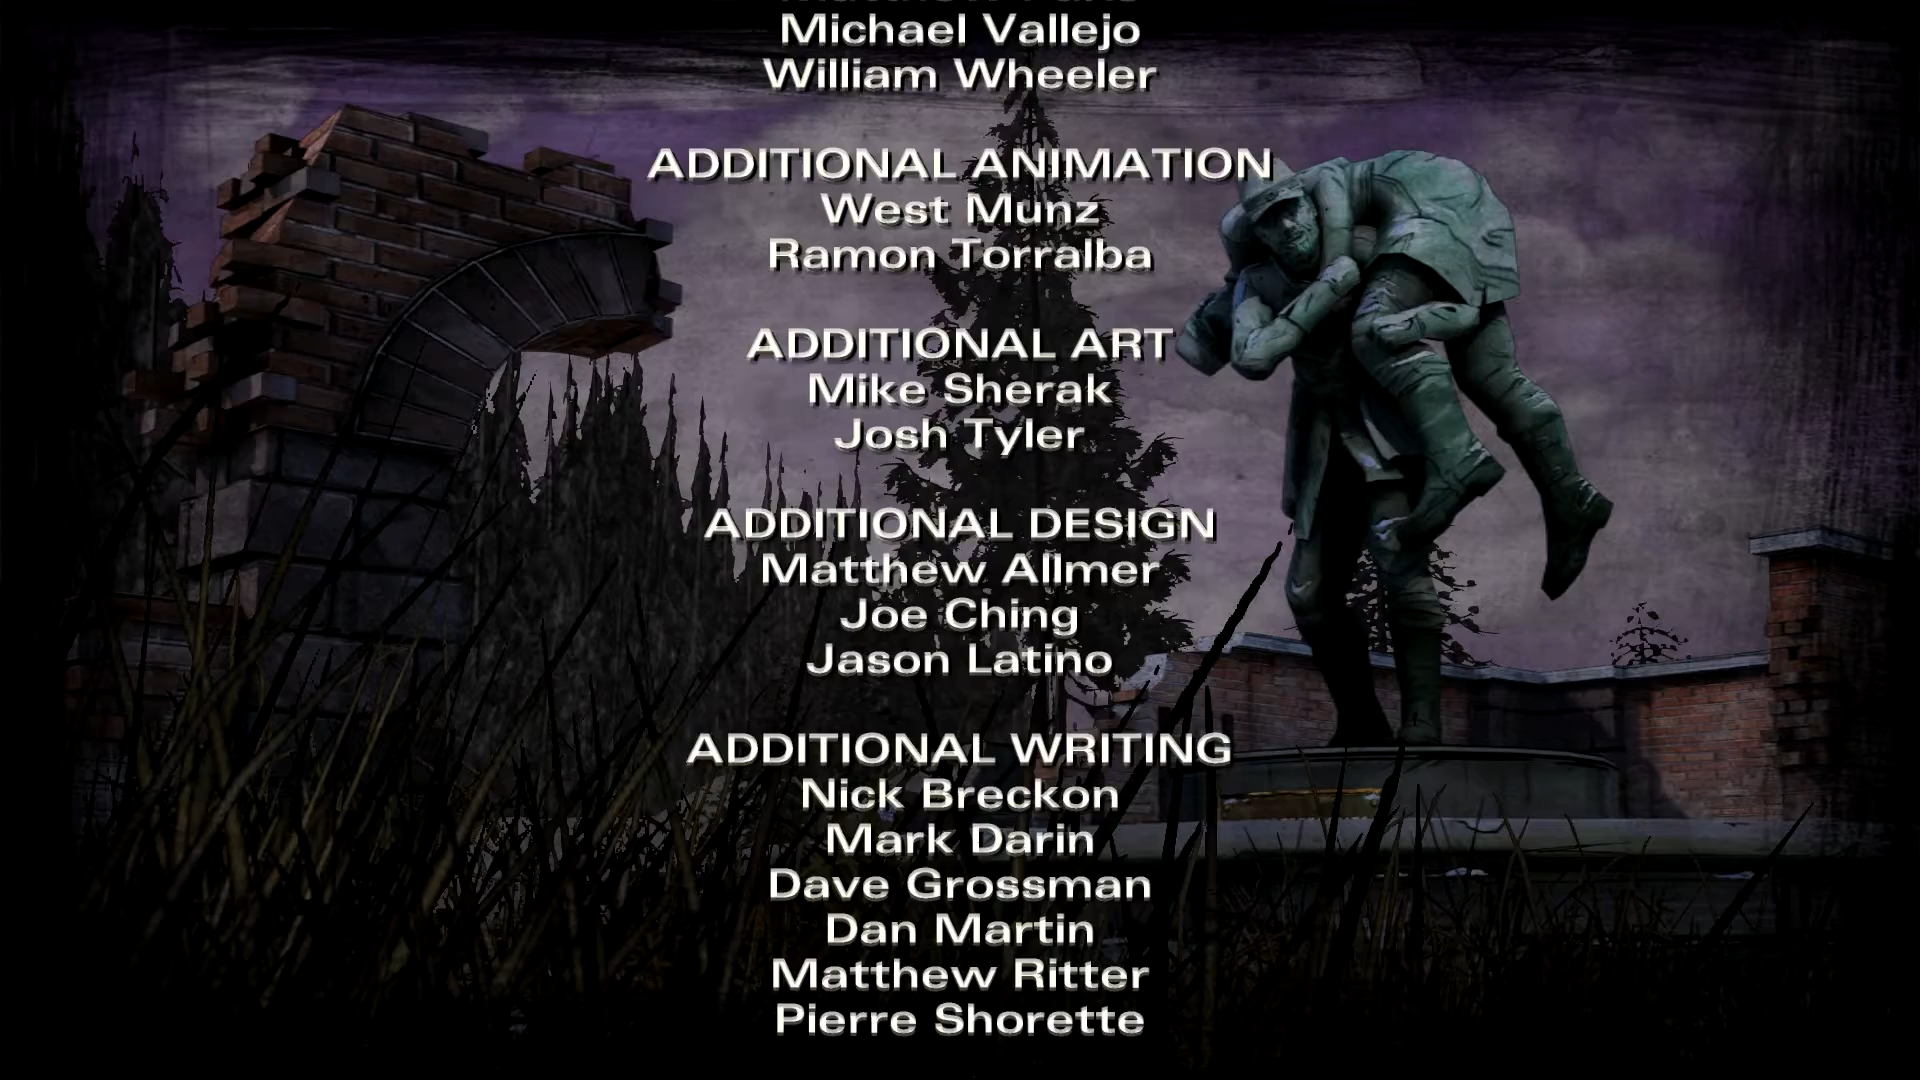 Michael Vallejo
William Wheeler
ADDITIONAL ANIMATION
West Munz
Ramon Torralba
ADDITIONAL ART
Mike Sherak
Josh Tyler
ADDITIONAL DESIGN
Matthew Allmer
Joe Ching
Jason Latino
ADDITIONAL WRITING
Nick Breckon
Mark Darin
Dave Grossman
Dan Martin
Matthew Ritter
Pierre Shorette